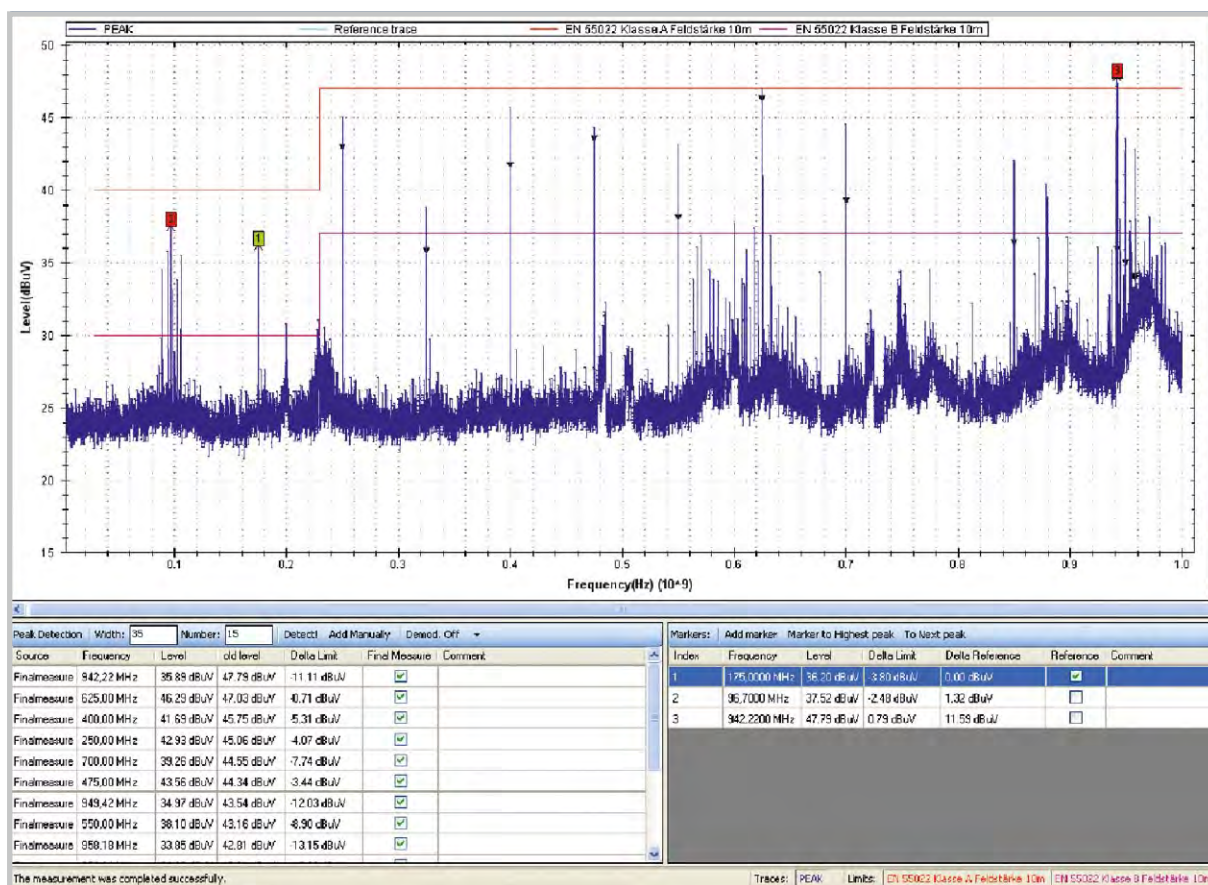 PEAK Reference trace EN 55022 Klasse A Feldstärke 10m EN 55022 Klasse B Feldstärke 10m
50
45
40
35
30
25
20
15
Level(dBuV)
2
1
3
0.1 0.2 0.3 0.4 0.5 0.6 0.7 0.8 0.9 1.0
Frequency(Hz) (10^9)
Peak Detection Width: 35 Number: 15 Detect! Add Manually Demod. Off
Source Frequency Level old level Delta Limit Final Measure Comment
Finalmeasure 942,22 MHz 35.89 dBuV 47.79 dBuV -11.11 dBuV
Finalmeasure 625,00 MHz 46.29 dBuV 47.03 dBuV -0.71 dBuV
Finalmeasure 400,00 MHz 41.69 dBuV 45.75 dBuV -5.31 dBuV
Finalmeasure 250,00 MHz 42.93 dBuV 45.06 dBuV -4.07 dBuV
Finalmeasure 700,00 MHz 39.26 dBuV 44.55 dBuV -7.74 dBuV
Finalmeasure 475,00 MHz 43.56 dBuV 44.34 dBuV -3.44 dBuV
Finalmeasure 949,42 MHz 34.97 dBuV 43.54 dBuV -12.03 dBuV
Finalmeasure 550,00 MHz 38.10 dBuV 43.16 dBuV -8.90 dBuV
Finalmeasure 958,18 MHz 33.85 dBuV 42.81 dBuV -13.15 dBuV
Markers: Add marker Marker to Highest peak To Next peak
Index Frequency Level Delta Limit Delta Reference Reference Comment
1 175,0000 MHz 36.20 dBuV -3.80 dBuV 0.00 dBuV
2 96,7000 MHz 37.52 dBuV -2.48 dBuV 1.32 dBuV
3 942,2200 MHz 47.79 dBuV 0.79 dBuV 11.59 dBuV
The measurement was completed successfully.
Traces: PEAK Limits: EN 55022 Klasse A Feldstärke 10m EN 55022 Klasse B Feldstärke 10m